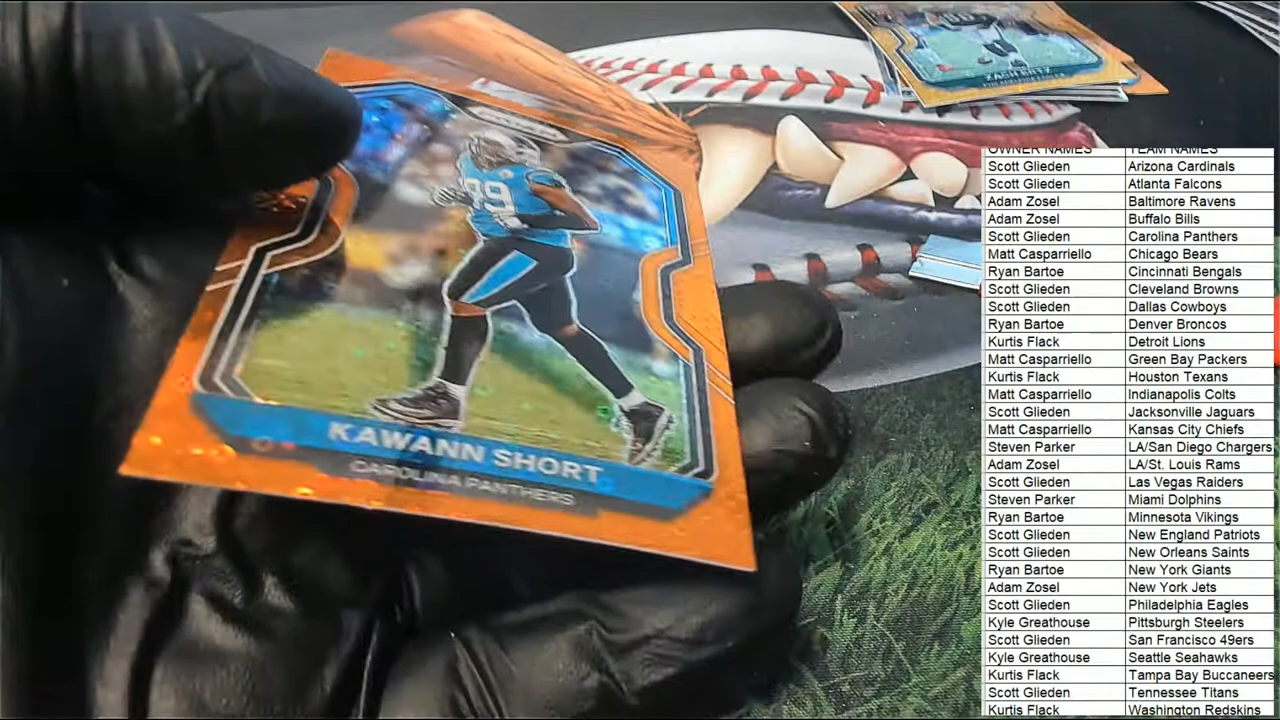 ZACH ERTZ
99
KAWANN SHORT
CAROLINA PANTHERS
OWNER NAMES TEAM NAMES
Scott Glieden Arizona Cardinals
Scott Glieden Atlanta Falcons
Adam Zosel Baltimore Ravens
Adam Zosel Buffalo Bills
Scott Glieden Carolina Panthers
Matt Casparriello Chicago Bears
Ryan Bartoe Cincinnati Bengals
Scott Glieden Cleveland Browns
Scott Glieden Dallas Cowboys
Ryan Bartoe Denver Broncos
Kurtis Flack Detroit Lions
Matt Casparriello Green Bay Packers
Kurtis Flack Houston Texans
Matt Casparriello Indianapolis Colts
Scott Glieden Jacksonville Jaguars
Matt Casparriello Kansas City Chiefs
Steven Parker LA/San Diego Chargers
Adam Zosel LA/St. Louis Rams
Scott Glieden Las Vegas Raiders
Steven Parker Miami Dolphins
Ryan Bartoe Minnesota Vikings
Scott Glieden New England Patriots
Scott Glieden New Orleans Saints
Ryan Bartoe New York Giants
Adam Zosel New York Jets
Scott Glieden Philadelphia Eagles
Kyle Greathouse Pittsburgh Steelers
Scott Glieden San Francisco 49ers
Kyle Greathouse Seattle Seahawks
Kurtis Flack Tampa Bay Buccaneers
Scott Glieden Tennessee Titans
Kurtis Flack Washington Redskins